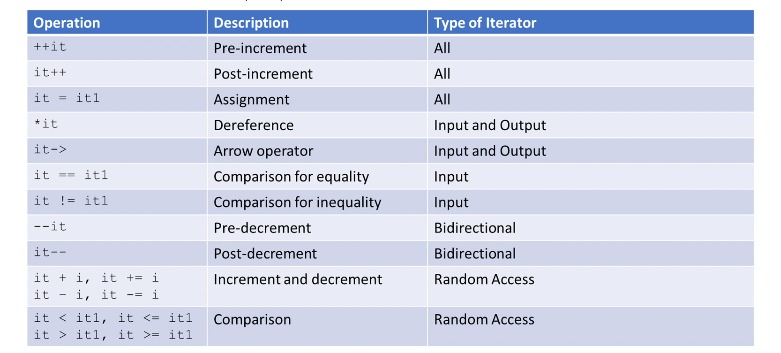 Operation Description Type of Iterator
++it Pre-increment All
it++ Post-increment All
it = it1 Assignment All
*it Dereference Input and Output
it-> Arrow operator Input and Output
it == it1 Comparison for equality Input
it != it1 Comparison for inequality Input
--it Pre-decrement Bidirectional
it-- Post-decrement Bidirectional
it + i, it += i Increment and decrement Random Access
it - i, it -= i
it < it1, it <= it1 Comparison Random Access
it > it1, it >= it1